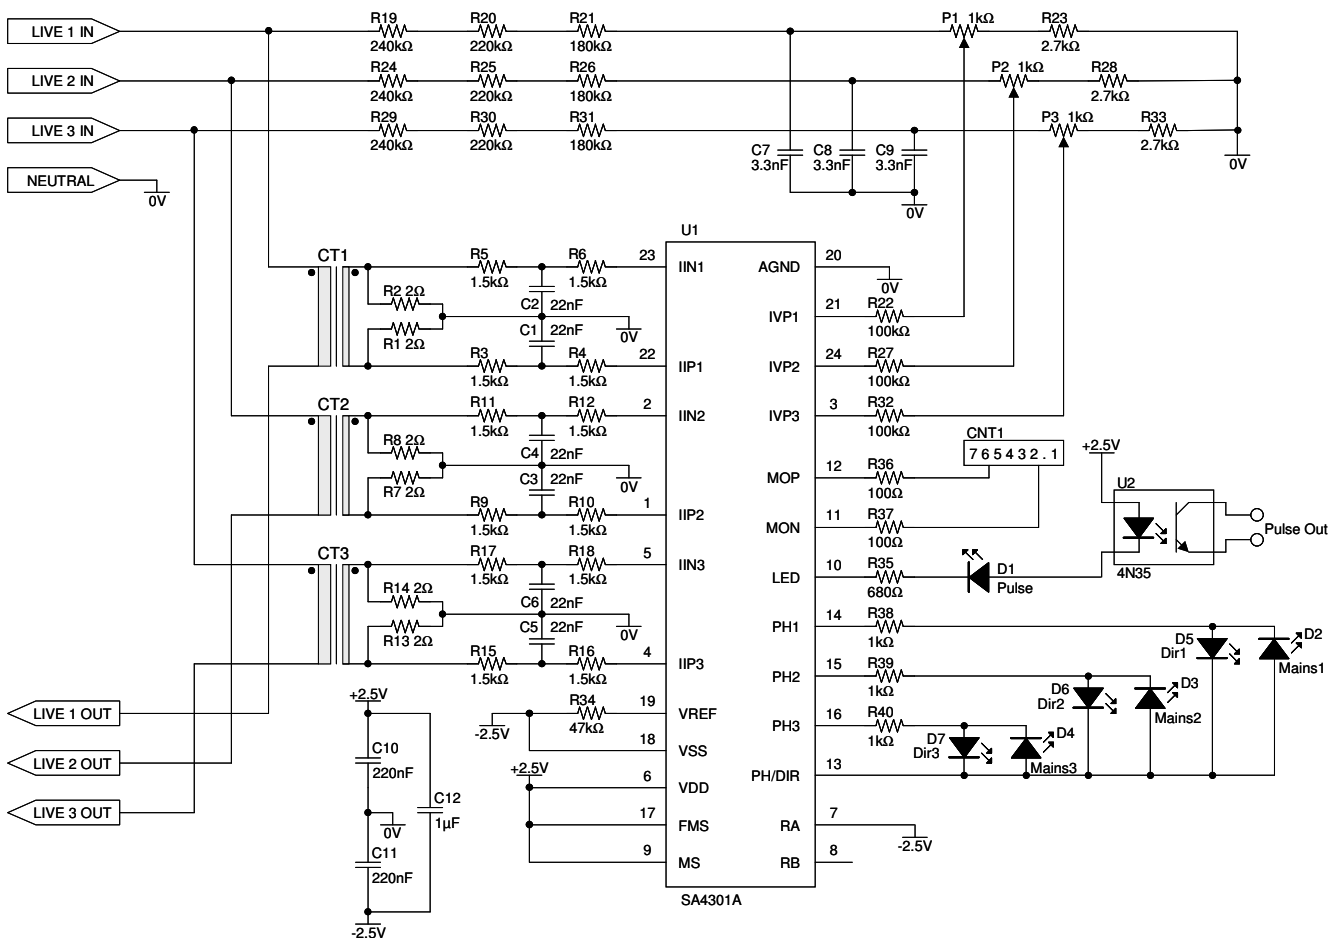 LIVE 1 IN
R19
240kΩ
R20
220kΩ
R21
180kΩ
P1 1kΩ
R23
2.7kΩ
LIVE 2 IN
R24
240kΩ
R25
220kΩ
R26
180kΩ
P2 1kΩ
R28
2.7kΩ
LIVE 3 IN
R29
240kΩ
R30
220kΩ
R31
180kΩ
P3 1kΩ
R33
2.7kΩ
NEUTRAL
0V
C7
3.3nF
C8
3.3nF
C9
3.3nF
0V
0V
U1
CT1
R2 2Ω
R1 2Ω
R5
1.5kΩ
R6
1.5kΩ
C2 22nF
C1 22nF
0V
R3
1.5kΩ
R4
1.5kΩ
CT2
R8 2Ω
R7 2Ω
R11
1.5kΩ
R12
1.5kΩ
C4 22nF
C3 22nF
0V
R9
1.5kΩ
R10
1.5kΩ
CT3
R14 2Ω
R13 2Ω
R17
1.5kΩ
R18
1.5kΩ
C6 22nF
C5 22nF
0V
R15
1.5kΩ
R16
1.5kΩ
23 IIN1
22 IIP1
2 IIN2
1 IIP2
5 IIN3
4 IIP3
R34
47kΩ
19 VREF
-2.5V
18 VSS
+2.5V
6 VDD
17 FMS
9 MS
SA4301A
AGND 20
0V
IVP1 21
R22
100kΩ
IVP2 24
R27
100kΩ
IVP3 3
R32
100kΩ
CNT1
765432.1
MOP 12
R36
100Ω
MON 11
R37
100Ω
LED 10
R35
680Ω
D1
Pulse
+2.5V
U2
4N35
Pulse Out
PH1 14
R38
1kΩ
D5
Dir1
D2
Mains1
PH2 15
R39
1kΩ
D6
Dir2
D3
Mains2
PH3 16
R40
1kΩ
D7
Dir3
D4
Mains3
PH/DIR 13
RA 7
-2.5V
RB 8
LIVE 1 OUT
LIVE 2 OUT
LIVE 3 OUT
+2.5V
C10
220nF
0V
C12
1µF
C11
220nF
-2.5V